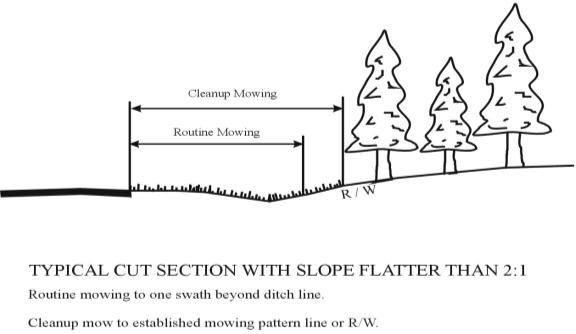 Cleanup Mowing
Routine Mowing
R / W
TYPICAL CUT SECTION WITH SLOPE FLATTER THAN 2:1
Routine mowing to one swath beyond ditch line.
Cleanup mow to established mowing pattern line or R/W.